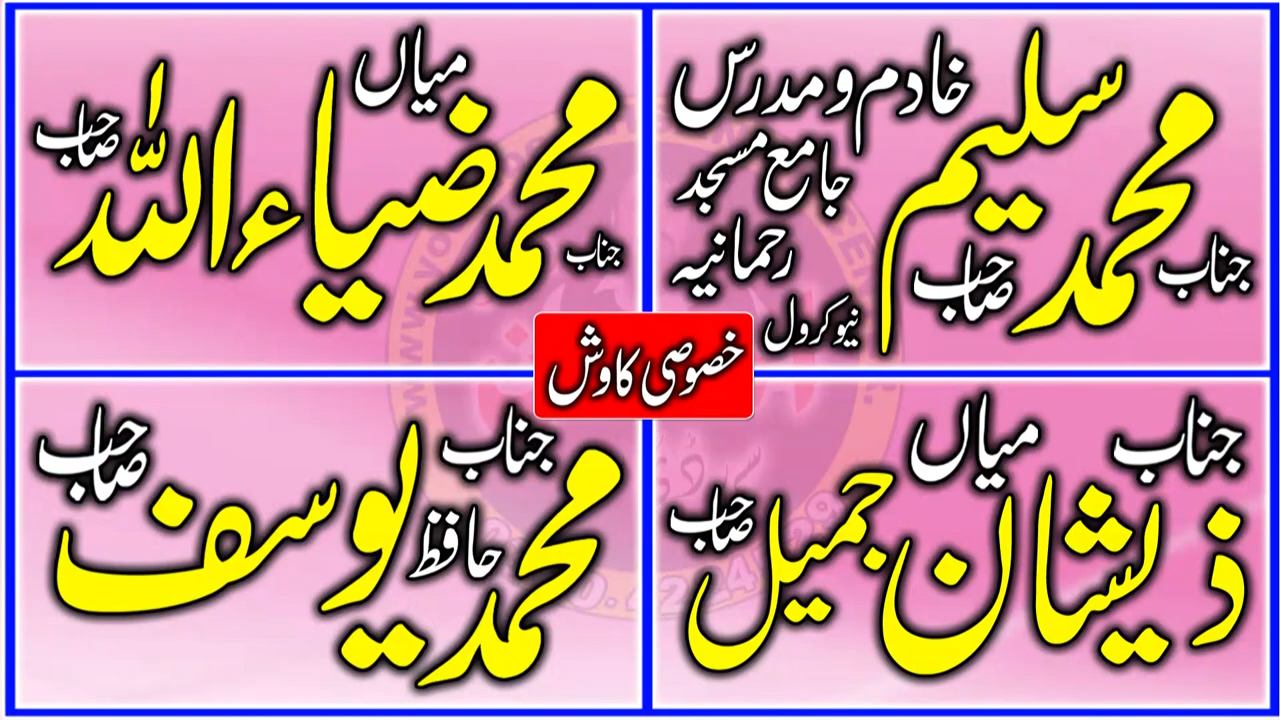 جناب محمد سلیم صاحب
خادم و مدرس
جامع مسجد
رحمانیہ
نیو کرول
جناب میاں محمد ضیاء اللہ صاحب
خصوصی کاوش
جناب میاں ذیشان جمیل صاحب
جناب حافظ محمد یوسف صاحب